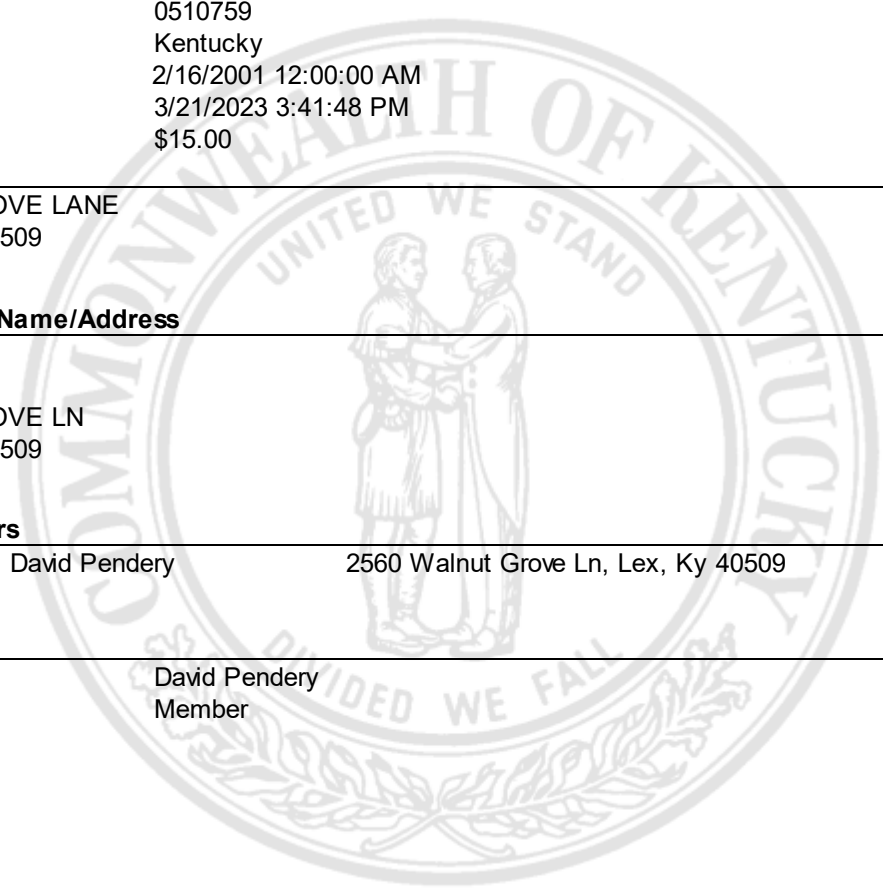 0510759
Kentucky
2/16/2001 12:00:00 AM
3/21/2023 3:41:48 PM
$15.00
OVE LANE
509
Name/Address
OVE LN
509
rs
David Pendery 2560 Walnut Grove Ln, Lex, Ky 40509
David Pendery
Member
COMMONWEALTH OF KENTUCKY
UNITED WE STAND
DIVIDED WE FALL